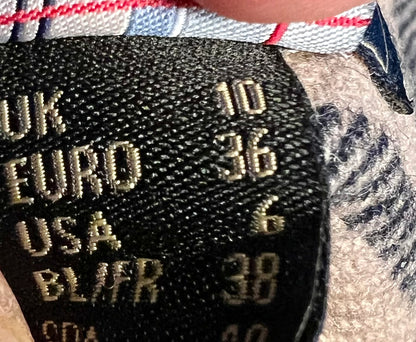 UK 10
EURO 36
USA 6
BL/FR 38